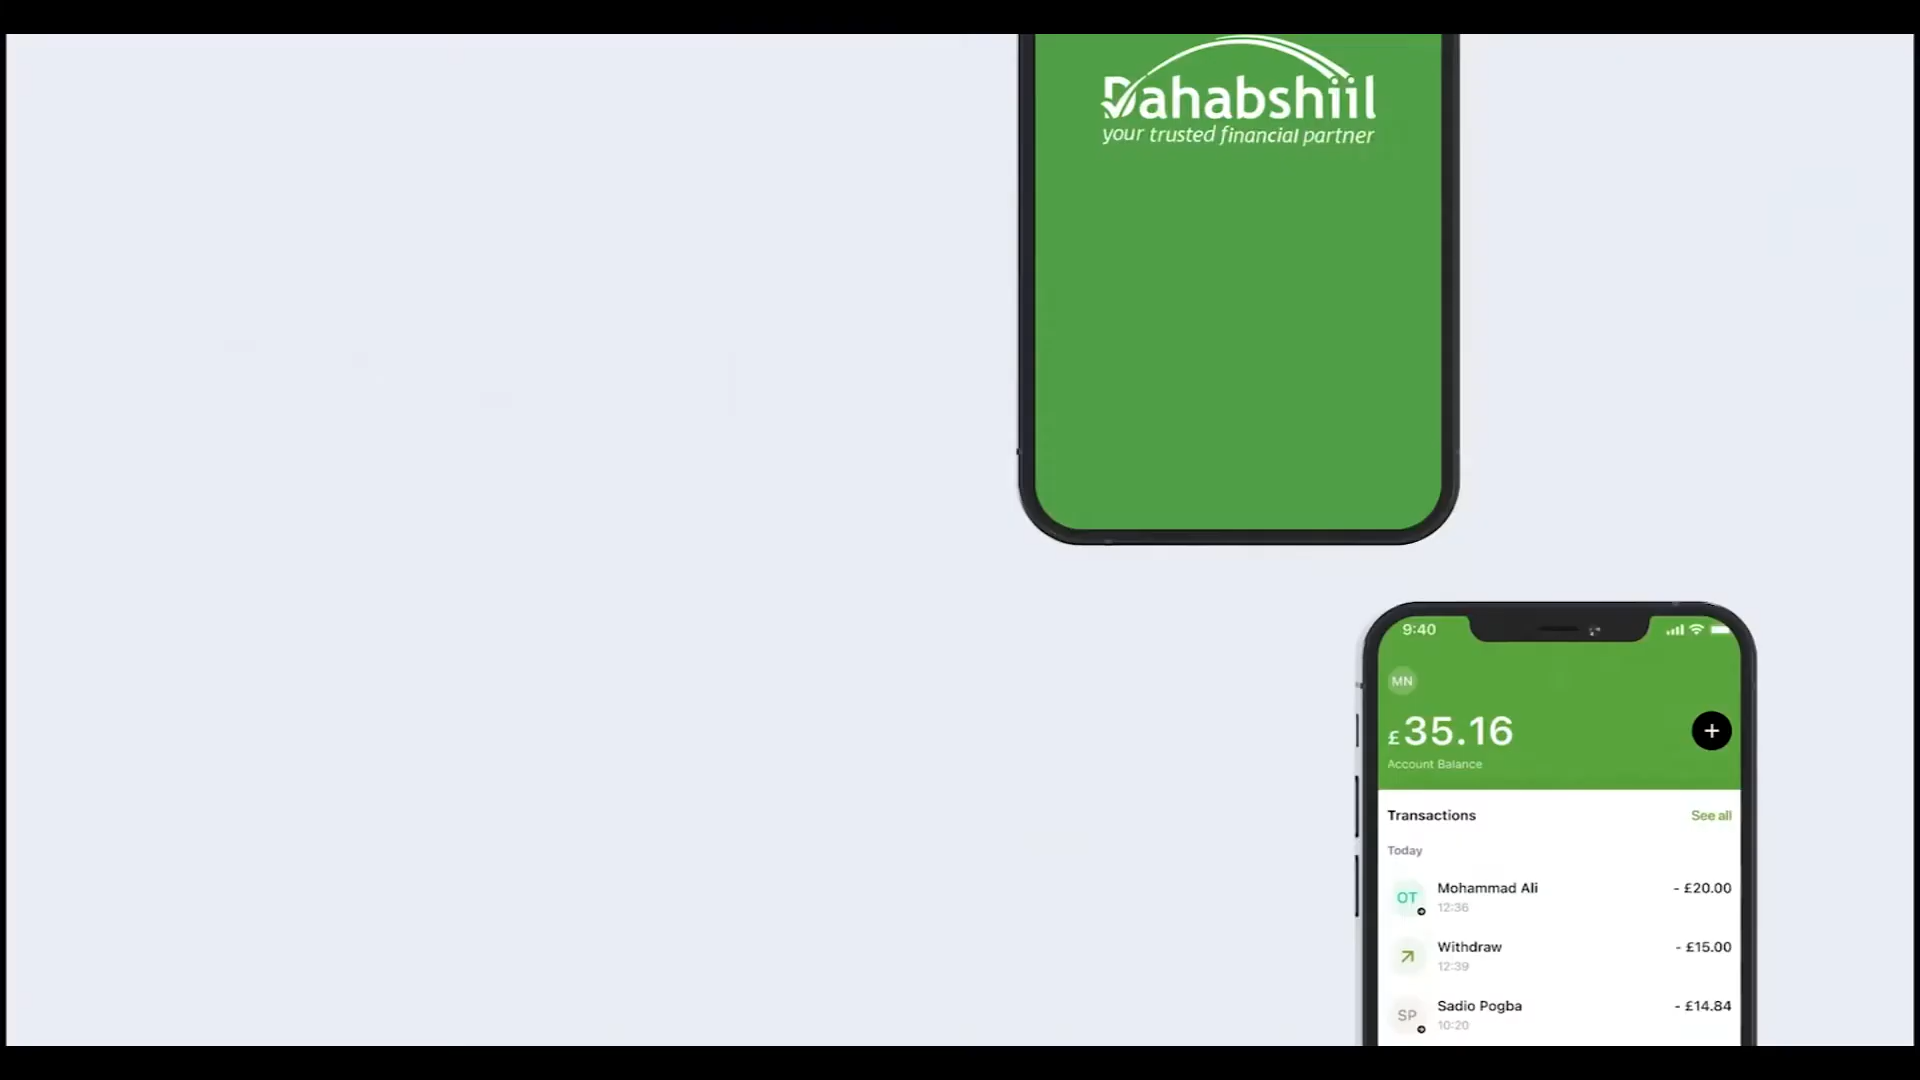 Dahabshiil
your trusted financial partner
9:40
MN
£35.16
Account Balance
Transactions
See all
Today
OT
Mohammad Ali
- £20.00
12:36
Withdraw
- £15.00
12:39
SP
Sadio Pogba
- £14.84
10:20